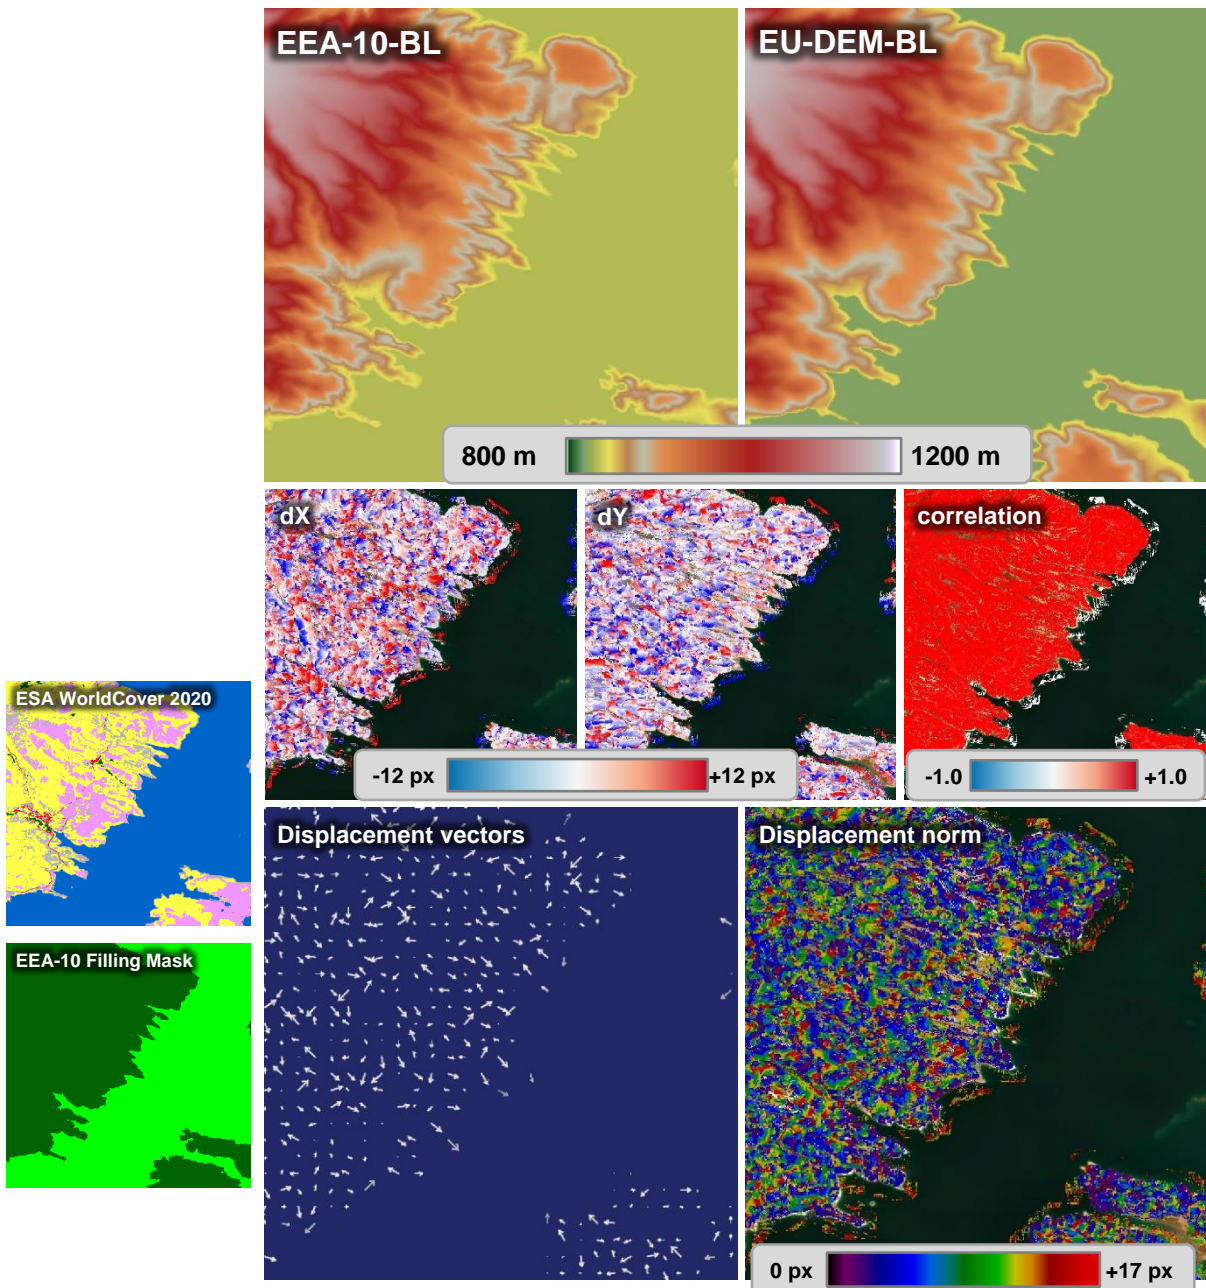 EEA-10-BL
EU-DEM-BL
800 m
1200 m
dX
dY
correlation
-12 px
+12 px
-1.0
+1.0
ESA WorldCover 2020
EEA-10 Filling Mask
Displacement vectors
Displacement norm
0 px
+17 px